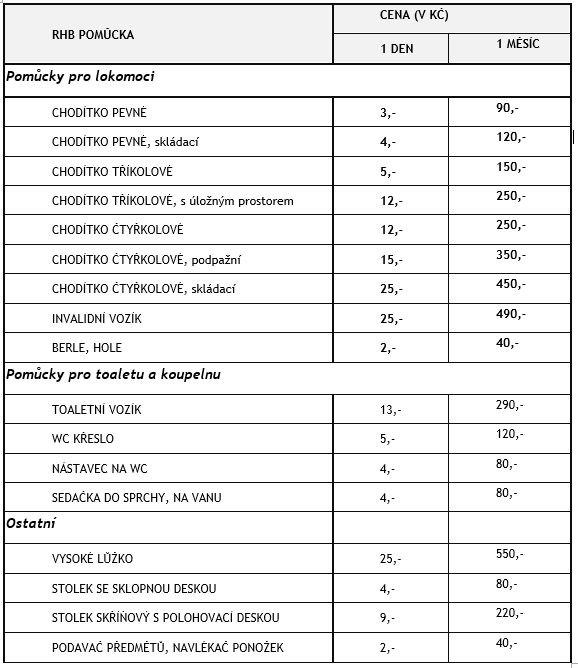 RHB POMŮCKA CENA (V KČ)
1 DEN 1 MĚSÍC
Pomůcky pro lokomoci
CHODÍTKO PEVNÉ 3,- 90,-
CHODÍTKO PEVNÉ, skládací 4,- 120,-
CHODÍTKO TŘÍKOLOVÉ 5,- 150,-
CHODÍTKO TŘÍKOLOVÉ, s úložným prostorem 12,- 250,-
CHODÍTKO ČTYŘKOLOVÉ 12,- 250,-
CHODÍTKO ČTYŘKOLOVÉ, podpažní 15,- 350,-
CHODÍTKO ČTYŘKOLOVÉ, skládací 25,- 450,-
INVALIDNÍ VOZÍK 25,- 490,-
BERLE, HOLE 2,- 40,-
Pomůcky pro toaletu a koupelnu
TOALETNÍ VOZÍK 13,- 290,-
WC KŘESLO 5,- 120,-
NÁSTAVEC NA WC 4,- 80,-
SEDAČKA DO SPRCHY, NA VANU 4,- 80,-
Ostatní
VYSOKÉ LŮŽKO 25,- 550,-
STOLEK SE SKLOPNOU DESKOU 4,- 80,-
STOLEK SKŘÍŇOVÝ S POLOHOVACÍ DESKOU 9,- 220,-
PODAVAČ PŘEDMĚTŮ, NAVLÉKAČ PONOŽEK 2,- 40,-